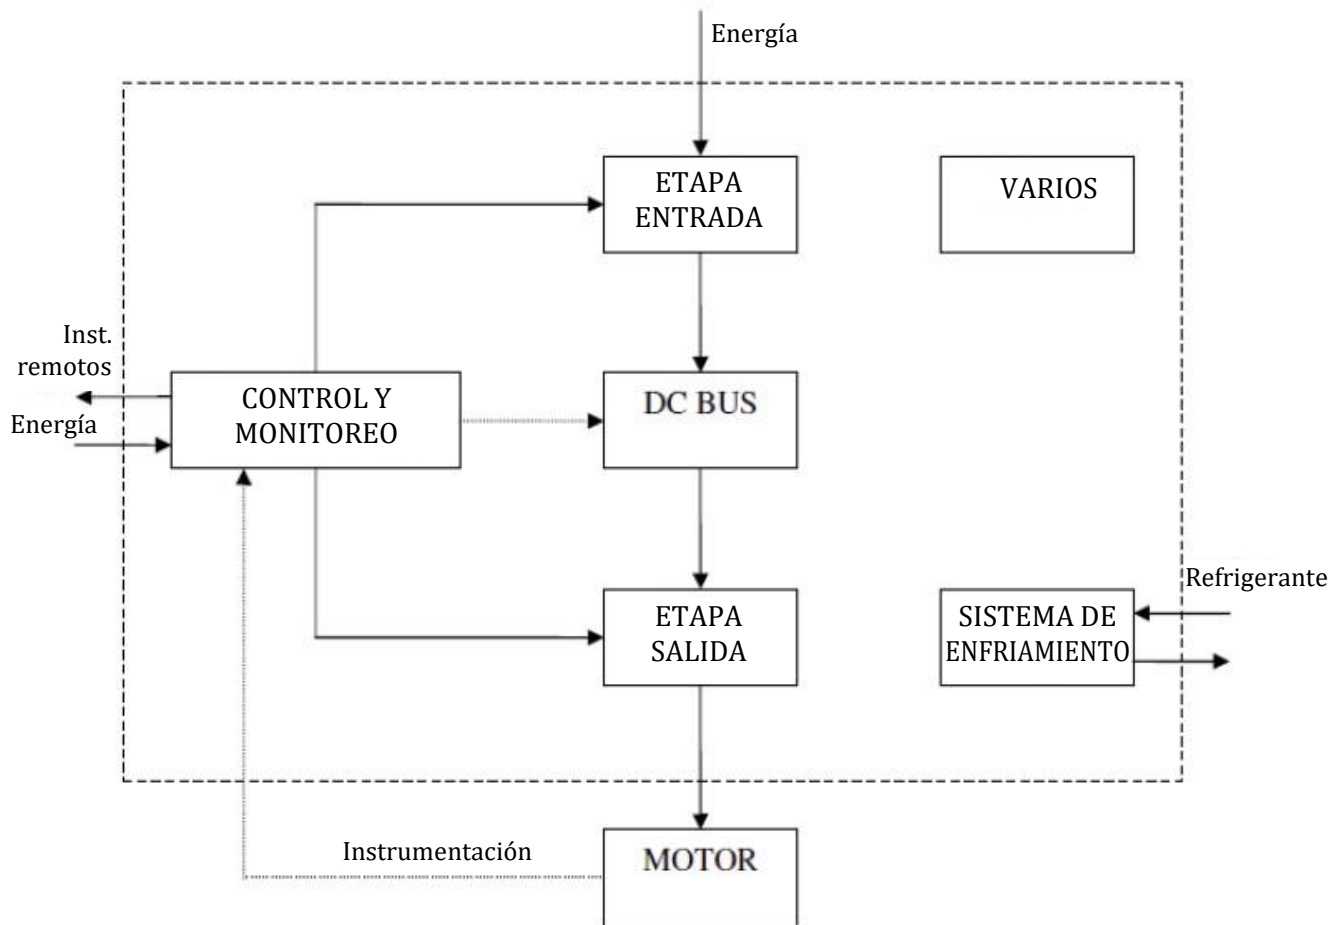 Energía
ETAPA
ENTRADA
VARIOS
Inst.
remotos
Energía
CONTROL Y
MONITOREO
DC BUS
Refrigerante
ETAPA
SALIDA
SISTEMA DE
ENFRIAMIENTO
Instrumentación
MOTOR